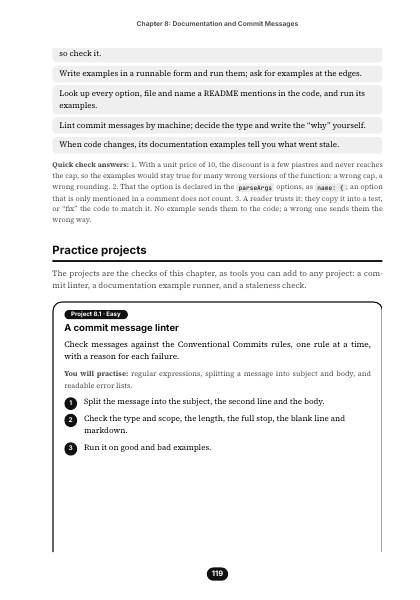 Chapter 8: Documentation and Commit Messages
so check it.
Write examples in a runnable form and run them; ask for examples at the edges.
Look up every option, file and name a README mentions in the code, and run its
examples.
Lint commit messages by machine; decide the type and write the “why” yourself.
When code changes, its documentation examples tell you what went stale.
Quick check answers: 1. With a unit price of 10, the discount is a few piastres and never reaches
the cap, so the examples would stay true for many wrong versions of the function: a wrong cap, a
wrong rounding. 2. That the option is declared in the parseArgs options, as name: {; an option
that is only mentioned in a comment does not count. 3. A reader trusts it: they copy it into a test,
or “fix” the code to match it. No example sends them to the code; a wrong one sends them the
wrong way.
Practice projects
The projects are the checks of this chapter, as tools you can add to any project: a com-
mit linter, a documentation example runner, and a staleness check.
Project 8.1 · Easy
A commit message linter
Check messages against the Conventional Commits rules, one rule at a time,
with a reason for each failure.
You will practise: regular expressions, splitting a message into subject and body, and
readable error lists.
1 Split the message into the subject, the second line and the body.
2 Check the type and scope, the length, the full stop, the blank line and
markdown.
3 Run it on good and bad examples.
119